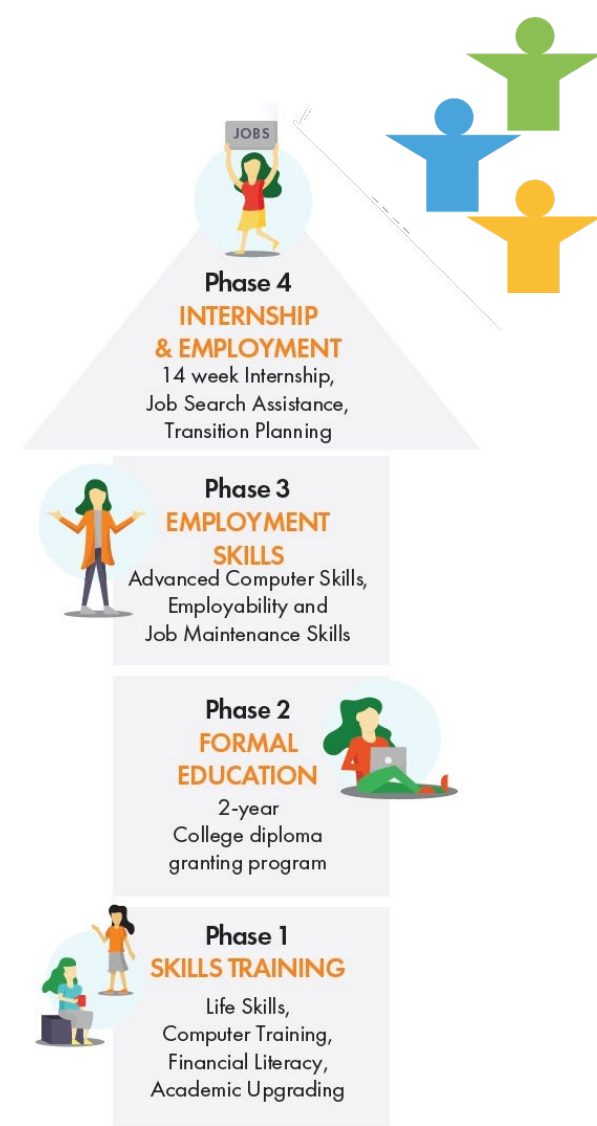 JOBS
Phase 4
INTERNSHIP
& EMPLOYMENT
14 week Internship,
Job Search Assistance,
Transition Planning
Phase 3
EMPLOYMENT
SKILLS
Advanced Computer Skills,
Employability and
Job Maintenance Skills
Phase 2
FORMAL
EDUCATION
2-year
College diploma
granting program
Phase 1
SKILLS TRAINING
Life Skills,
Computer Training,
Financial Literacy,
Academic Upgrading